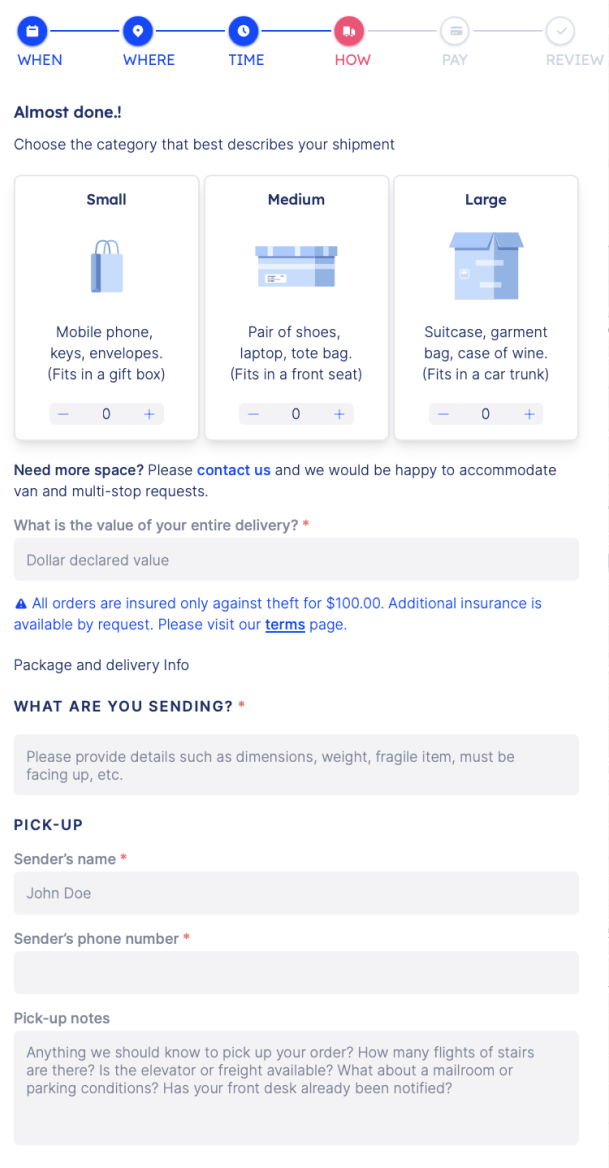 WHEN WHERE TIME HOW PAY REVIEW
Almost done.!
Choose the category that best describes your shipment
Small
Mobile phone,
keys, envelopes.
(Fits in a gift box)
− 0 +
Medium
Pair of shoes,
laptop, tote bag.
(Fits in a front seat)
− 0 +
Large
Suitcase, garment
bag, case of wine.
(Fits in a car trunk)
− 0 +
Need more space? Please contact us and we would be happy to accommodate
van and multi-stop requests.
What is the value of your entire delivery? *
Dollar declared value
All orders are insured only against theft for $100.00. Additional insurance is
available by request. Please visit our terms page.
Package and delivery Info
WHAT ARE YOU SENDING? *
Please provide details such as dimensions, weight, fragile item, must be
facing up, etc.
PICK-UP
Sender's name *
John Doe
Sender's phone number *
Pick-up notes
Anything we should know to pick up your order? How many flights of stairs
are there? Is the elevator or freight available? What about a mailroom or
parking conditions? Has your front desk already been notified?